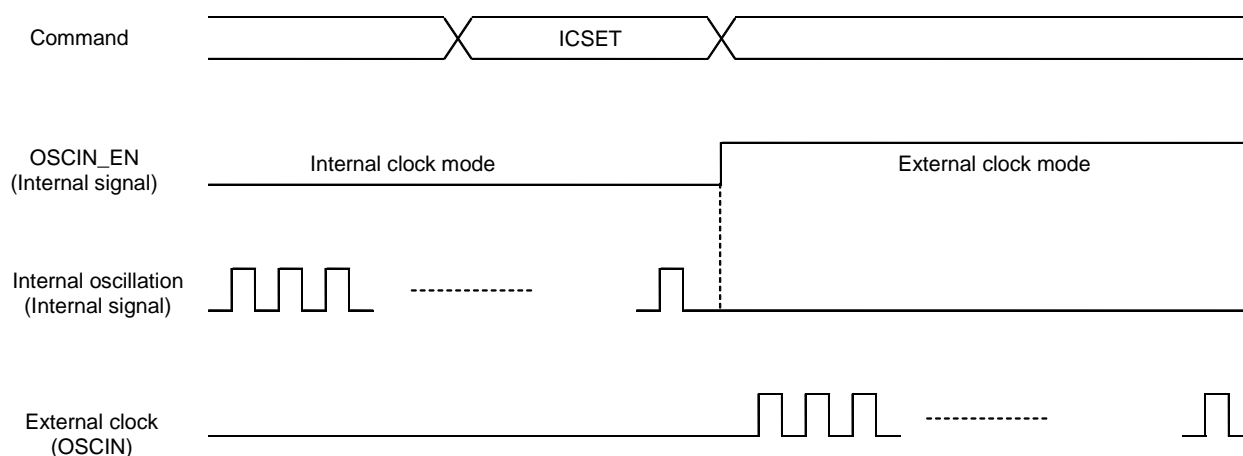 Command
ICSET
OSCIN_EN
(Internal signal)
Internal clock mode
External clock mode
Internal oscillation
(Internal signal)
External clock
(OSCIN)